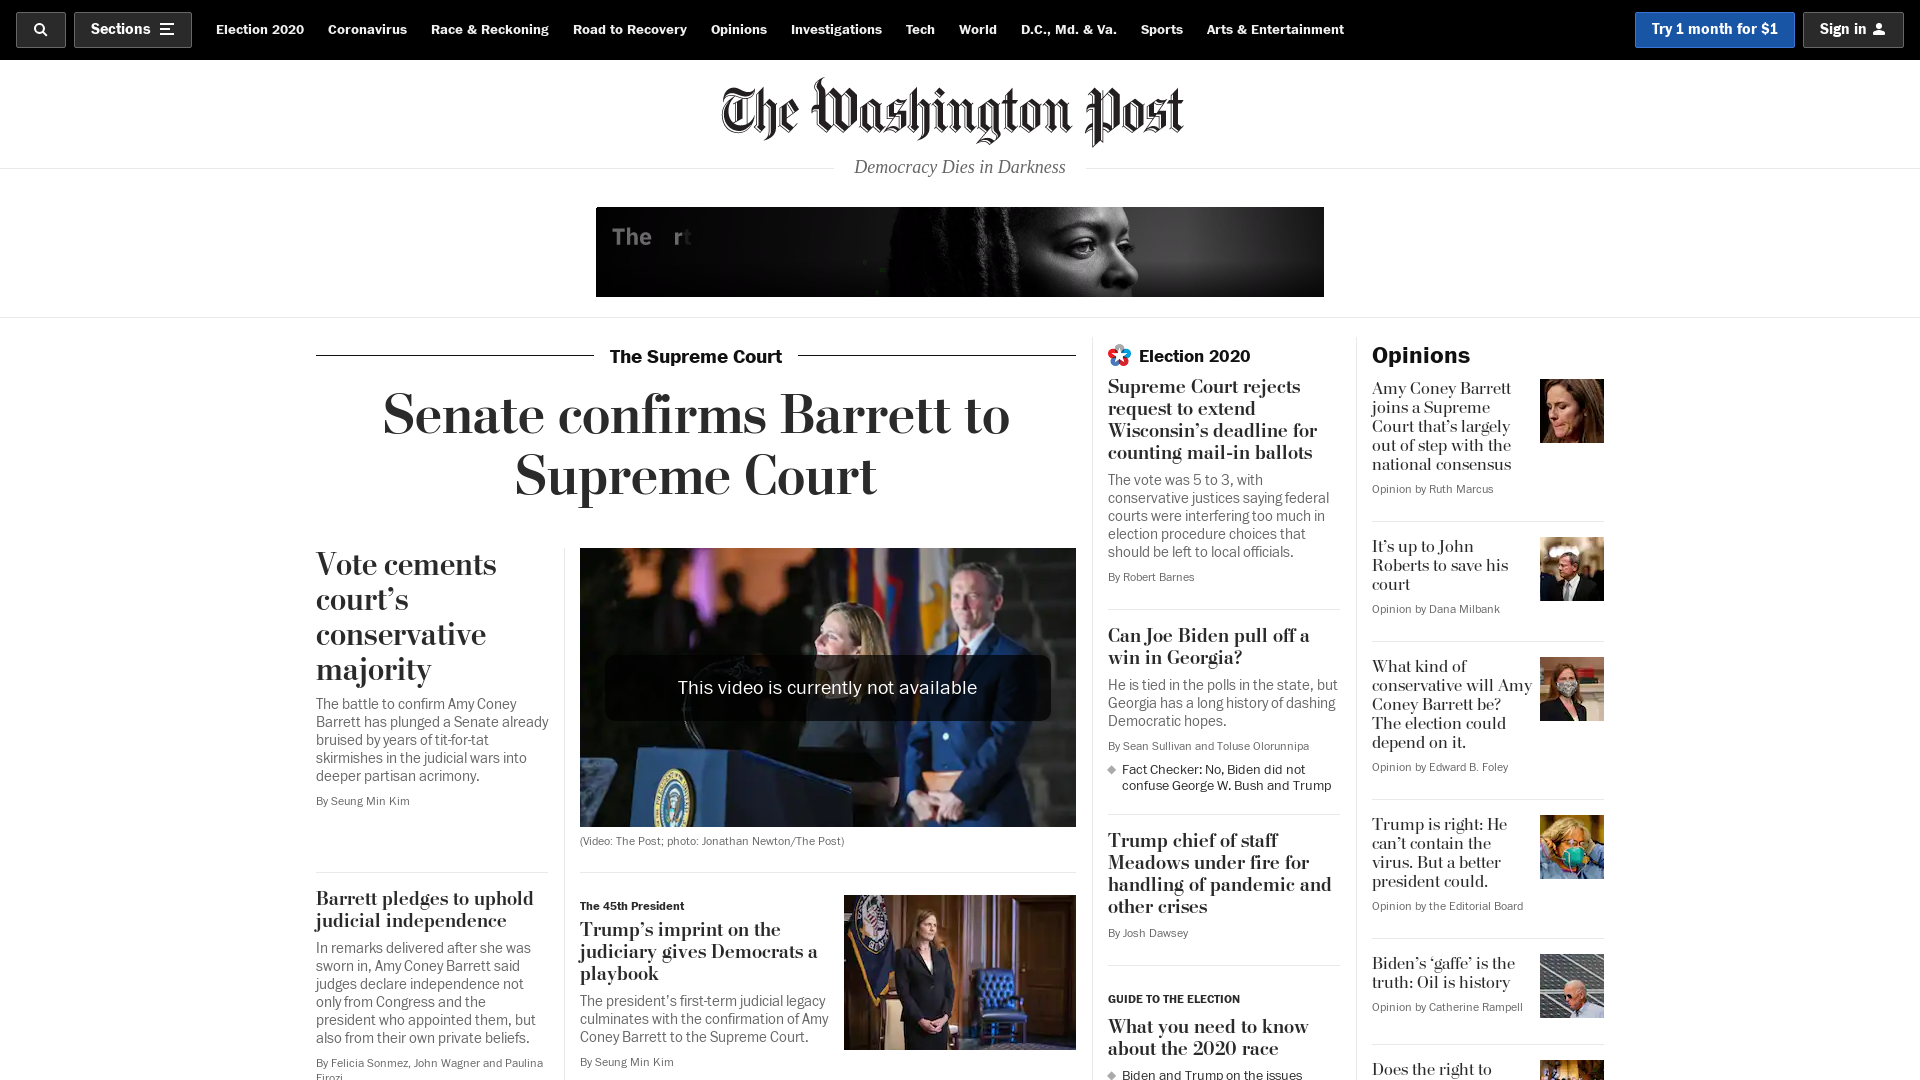 Sections
Election 2020
Coronavirus
Race & Reckoning
Road to Recovery
Opinions
Investigations
Tech
World
D.C., Md. & Va.
Sports
Arts & Entertainment
Try 1 month for $1
Sign in
The Washington Post
Democracy Dies in Darkness
The rt
The Supreme Court
Senate confirms Barrett to
Supreme Court
Vote cements
court’s
conservative
majority
The battle to confirm Amy Coney
Barrett has plunged a Senate already
bruised by years of tit-for-tat
skirmishes in the judicial wars into
deeper partisan acrimony.
By Seung Min Kim
This video is currently not available
(Video: The Post; photo: Jonathan Newton/The Post)
Barrett pledges to uphold
judicial independence
In remarks delivered after she was
sworn in, Amy Coney Barrett said
judges declare independence not
only from Congress and the
president who appointed them, but
also from their own private beliefs.
By Felicia Sonmez, John Wagner and Paulina
Firozi
The 45th President
Trump’s imprint on the
judiciary gives Democrats a
playbook
The president’s first-term judicial legacy
culminates with the confirmation of Amy
Coney Barrett to the Supreme Court.
By Seung Min Kim
Election 2020
Supreme Court rejects
request to extend
Wisconsin’s deadline for
counting mail-in ballots
The vote was 5 to 3, with
conservative justices saying federal
courts were interfering too much in
election procedure choices that
should be left to local officials.
By Robert Barnes
Can Joe Biden pull off a
win in Georgia?
He is tied in the polls in the state, but
Georgia has a long history of dashing
Democratic hopes.
By Sean Sullivan and Toluse Olorunnipa
Fact Checker: No, Biden did not
confuse George W. Bush and Trump
Trump chief of staff
Meadows under fire for
handling of pandemic and
other crises
By Josh Dawsey
GUIDE TO THE ELECTION
What you need to know
about the 2020 race
Biden and Trump on the issues
Opinions
Amy Coney Barrett
joins a Supreme
Court that’s largely
out of step with the
national consensus
Opinion by Ruth Marcus
It’s up to John
Roberts to save his
court
Opinion by Dana Milbank
What kind of
conservative will Amy
Coney Barrett be?
The election could
depend on it.
Opinion by Edward B. Foley
Trump is right: He
can’t contain the
virus. But a better
president could.
Opinion by the Editorial Board
Biden’s ‘gaffe’ is the
truth: Oil is history
Opinion by Catherine Rampell
Does the right to